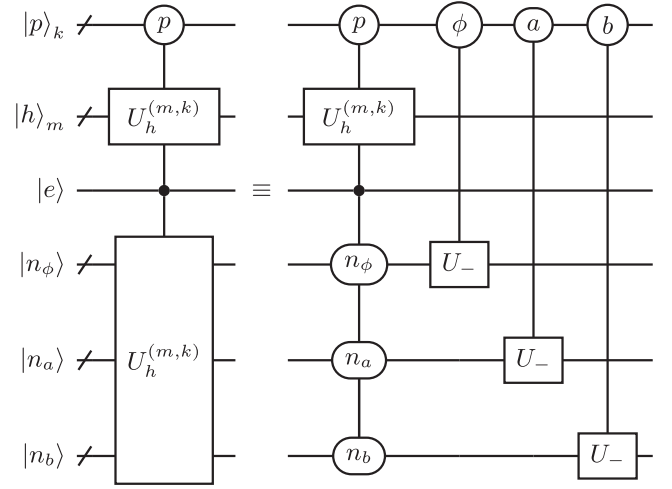 |p⟩_k p p ϕ a b
|h⟩_m U_h^{(m,k)} U_h^{(m,k)}
|e⟩ ≡
|n_ϕ⟩ n_ϕ U_−
|n_a⟩ U_h^{(m,k)} n_a U_−
|n_b⟩ n_b U_−